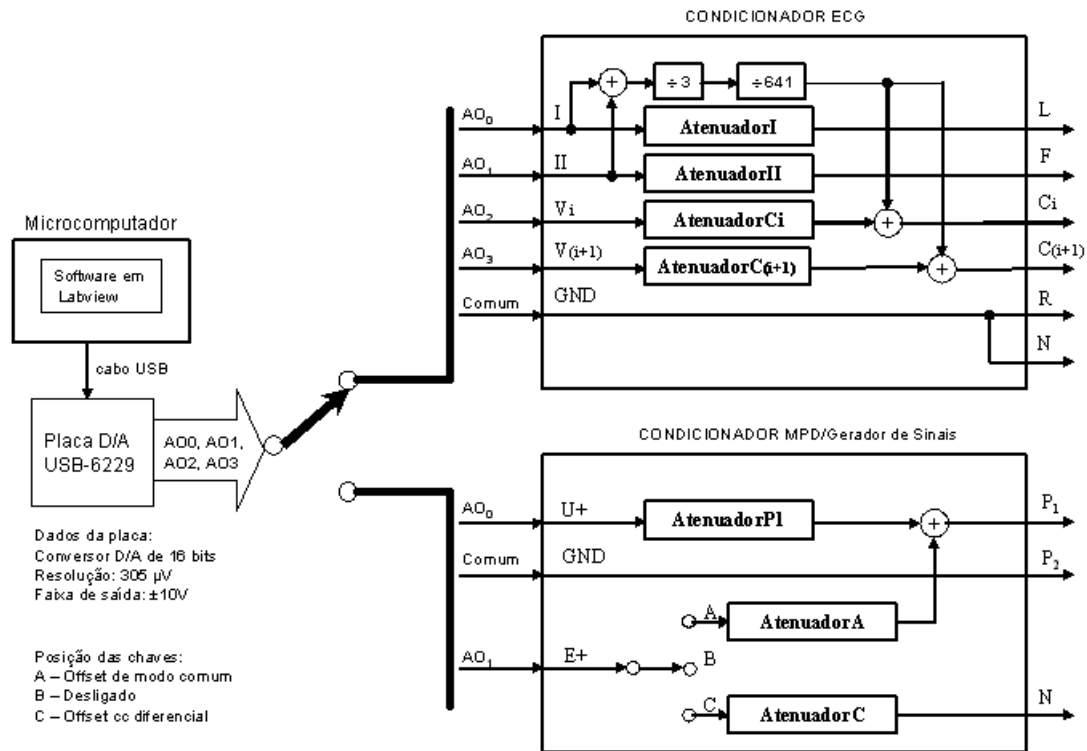 CONDICIONADOR ECG
÷3
÷641
AO0
I
AtenuadorI
L
AO1
II
AtenuadorII
F
AO2
Vi
AtenuadorCi
Ci
AO3
V(i+1)
AtenuadorC(i+1)
C(i+1)
Comum
GND
R
N
+
+
+
Microcomputador
Software em
Labview
cabo USB
Placa D/A
USB-6229
AO0, AO1,
AO2, AO3
Dados da placa:
Conversor D/A de 16 bits
Resolução: 305 µV
Faixa de saída: ±10V
Posição das chaves:
A – Offset de modo comum
B – Desligado
C – Offset cc diferencial
CONDICIONADOR MPD/Gerador de Sinais
AO0
U+
AtenuadorP1
+
P1
Comum
GND
P2
A
AtenuadorA
AO1
E+
B
C
AtenuadorC
N